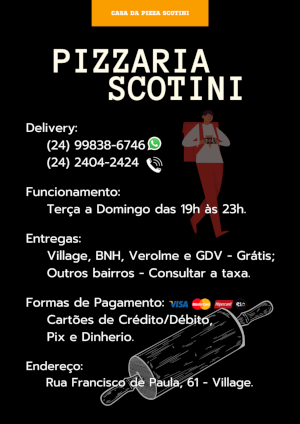 CASA DA PIZZA SCOTINI
PIZZARIA
SCOTINI
Delivery:
(24) 99838-6746
(24) 2404-2424
Funcionamento:
Terça a Domingo das 19h às 23h.
Entregas:
Village, BNH, Verolme e GDV - Grátis;
Outros bairros - Consultar a taxa.
Formas de Pagamento: VISA
Cartões de Crédito/Débito,
Pix e Dinherio.
Endereço:
Rua Francisco de Paula, 61 - Village.